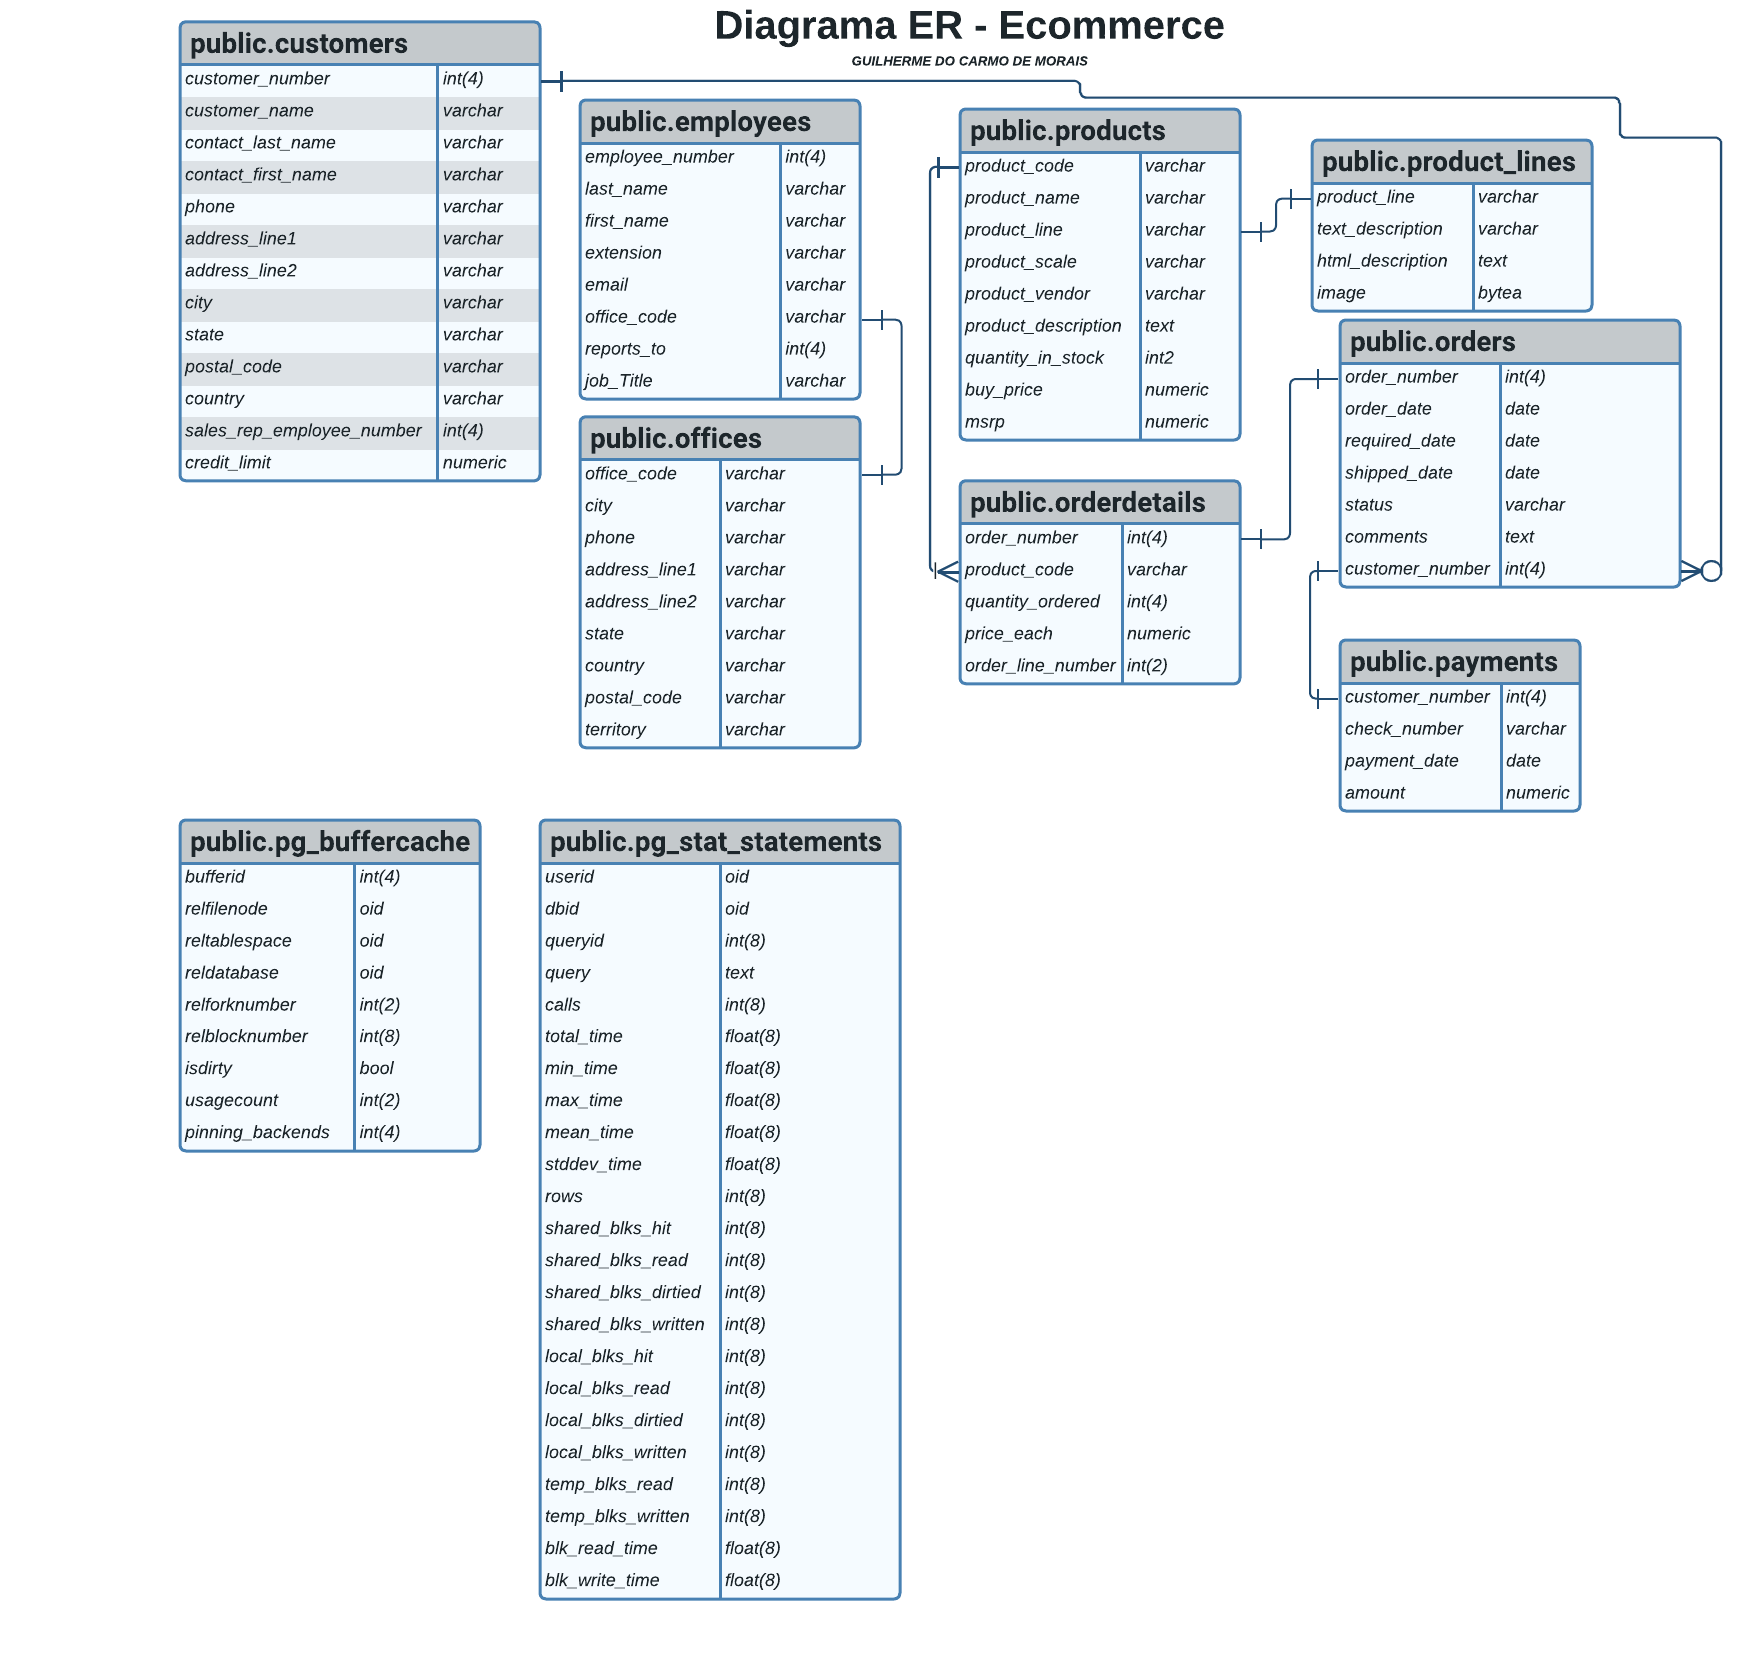 Diagrama ER - Ecommerce
GUILHERME DO CARMO DE MORAIS
public.customers
customer_number int(4)
customer_name varchar
contact_last_name varchar
contact_first_name varchar
phone varchar
address_line1 varchar
address_line2 varchar
city varchar
state varchar
postal_code varchar
country varchar
sales_rep_employee_number int(4)
credit_limit numeric
public.employees
employee_number int(4)
last_name varchar
first_name varchar
extension varchar
email varchar
office_code varchar
reports_to int(4)
job_Title varchar
public.offices
office_code varchar
city varchar
phone varchar
address_line1 varchar
address_line2 varchar
state varchar
country varchar
postal_code varchar
territory varchar
public.products
product_code varchar
product_name varchar
product_line varchar
product_scale varchar
product_vendor varchar
product_description text
quantity_in_stock int2
buy_price numeric
msrp numeric
public.orderdetails
order_number int(4)
product_code varchar
quantity_ordered int(4)
price_each numeric
order_line_number int(2)
public.product_lines
product_line varchar
text_description varchar
html_description text
image bytea
public.orders
order_number int(4)
order_date date
required_date date
shipped_date date
status varchar
comments text
customer_number int(4)
public.payments
customer_number int(4)
check_number varchar
payment_date date
amount numeric
public.pg_buffercache
bufferid int(4)
relfilenode oid
reltablespace oid
reldatabase oid
relforknumber int(2)
relblocknumber int(8)
isdirty bool
usagecount int(2)
pinning_backends int(4)
public.pg_stat_statements
userid oid
dbid oid
queryid int(8)
query text
calls int(8)
total_time float(8)
min_time float(8)
max_time float(8)
mean_time float(8)
stddev_time float(8)
rows int(8)
shared_blks_hit int(8)
shared_blks_read int(8)
shared_blks_dirtied int(8)
shared_blks_written int(8)
local_blks_hit int(8)
local_blks_read int(8)
local_blks_dirtied int(8)
local_blks_written int(8)
temp_blks_read int(8)
temp_blks_written int(8)
blk_read_time float(8)
blk_write_time float(8)